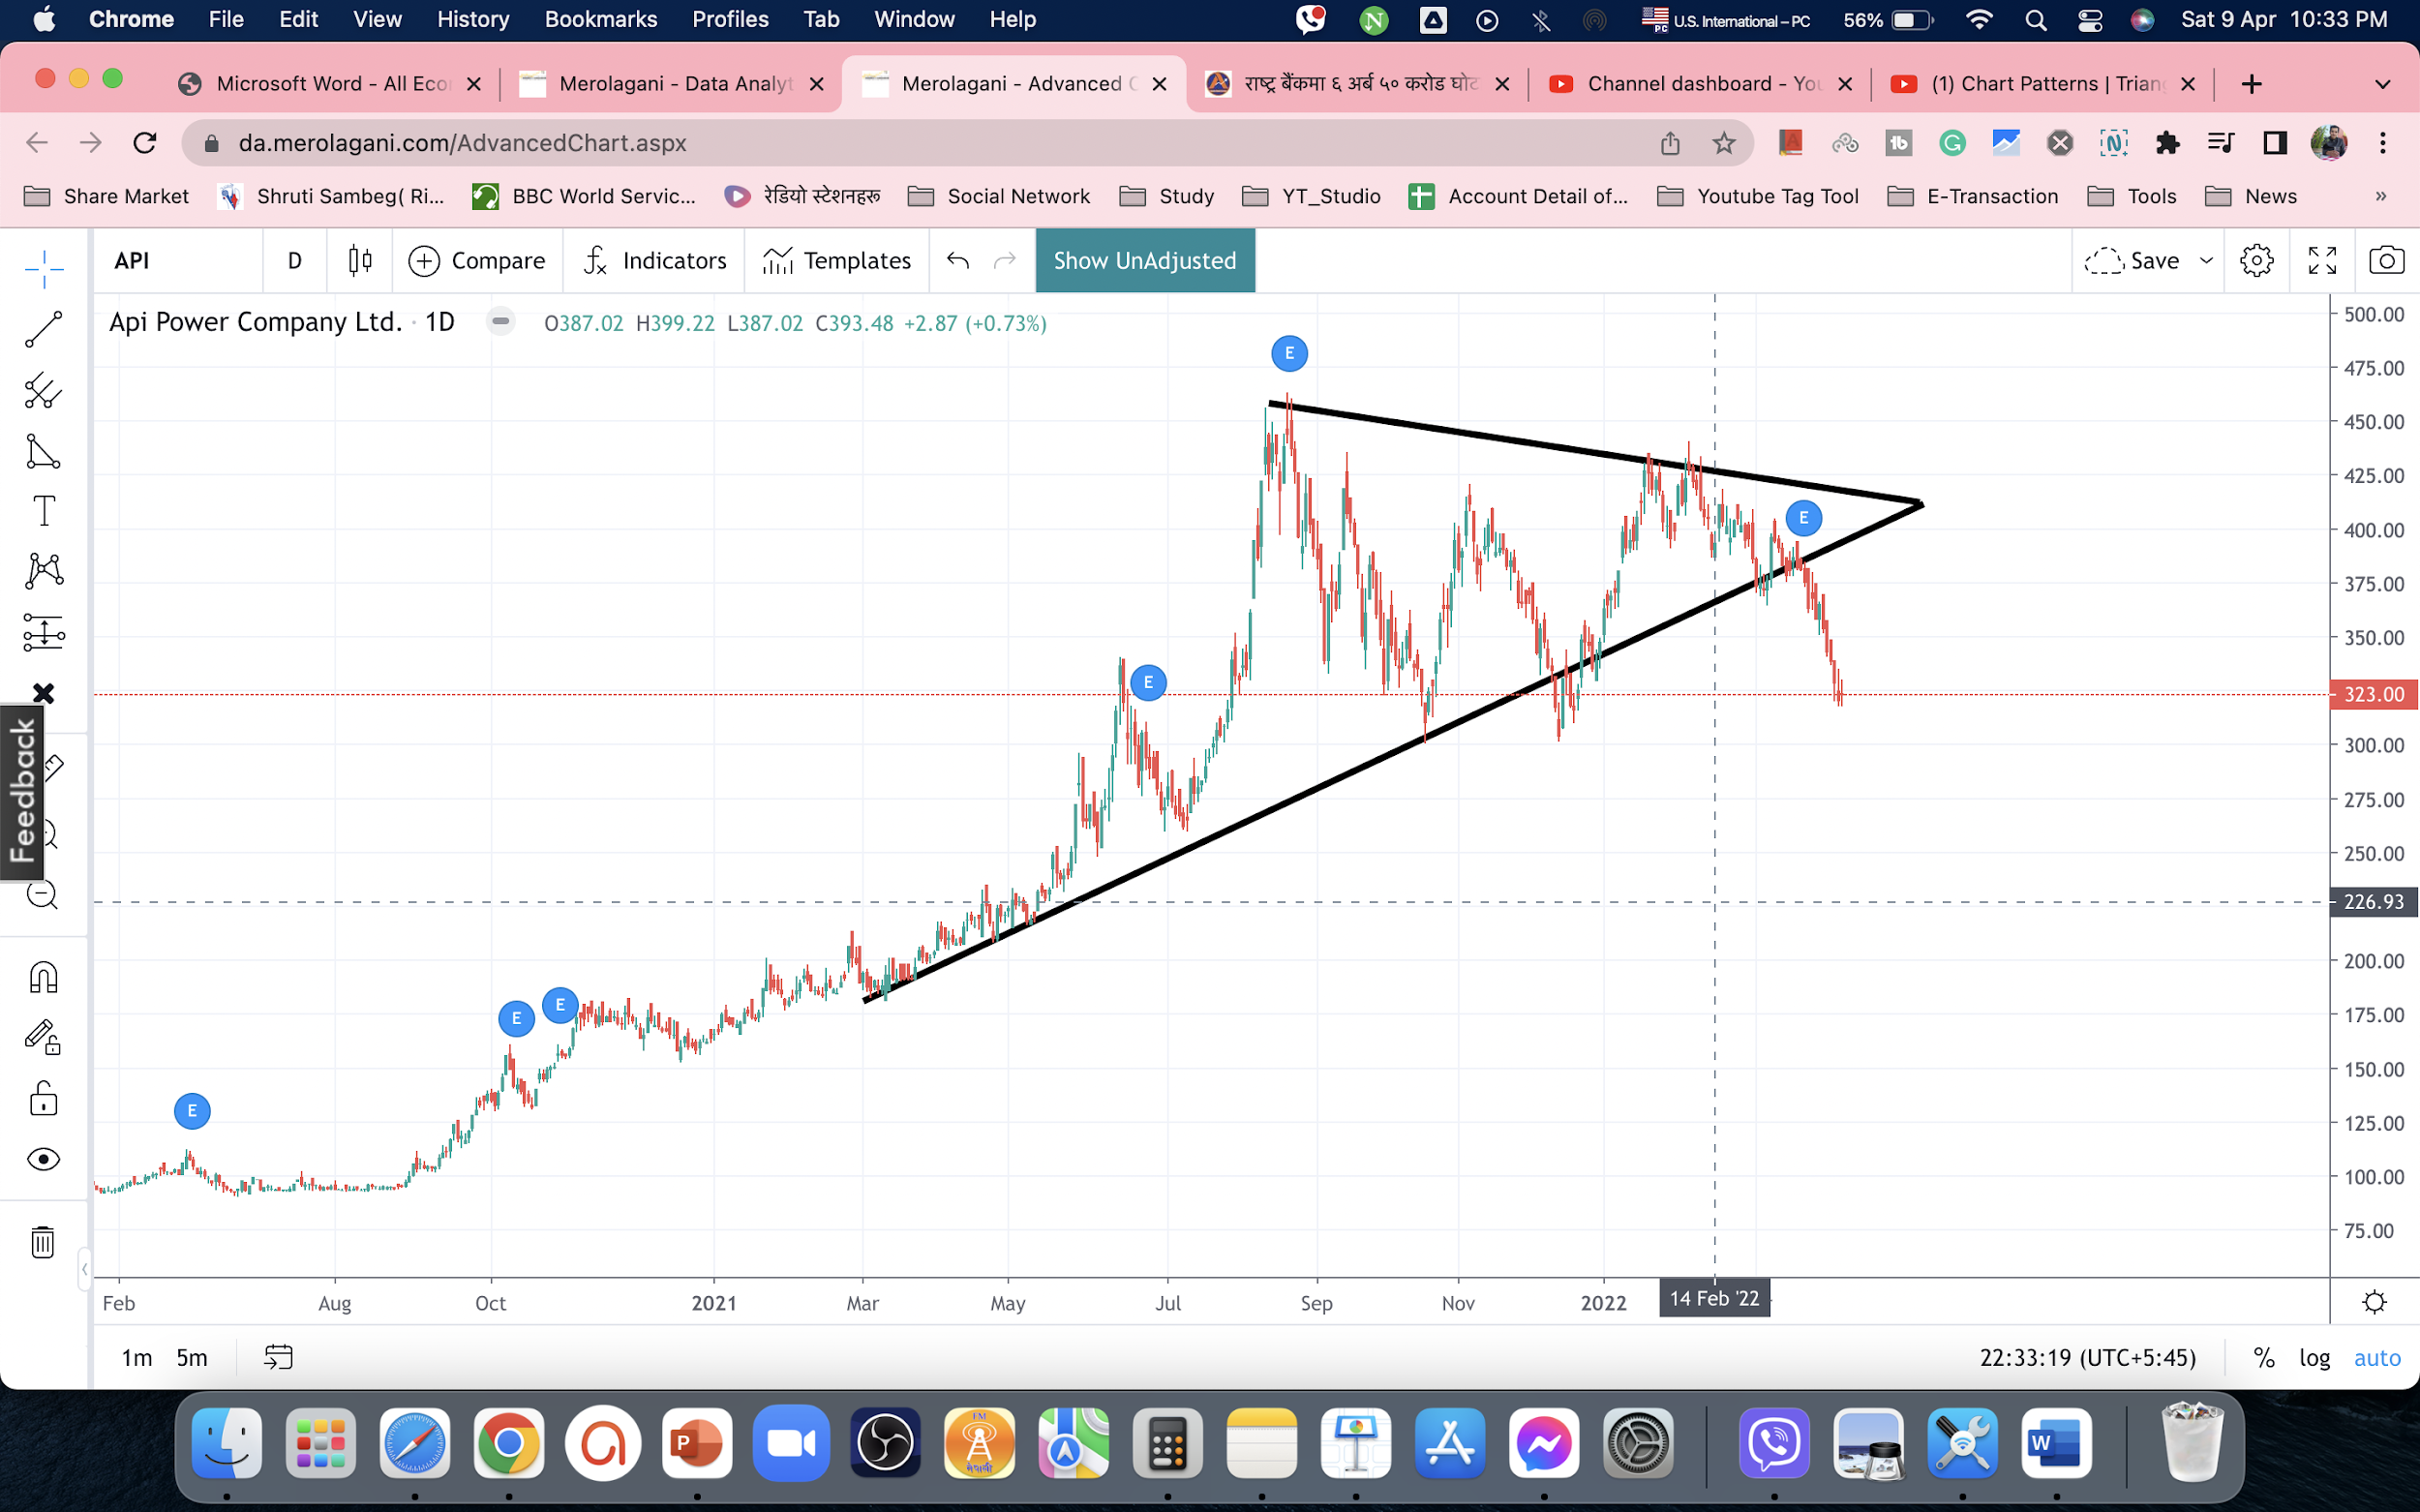 Chrome File Edit View History Bookmarks Profiles Tab Window Help U.S. International – PC 56% Sat 9 Apr 10:33 PM
Microsoft Word - All Eco Merolagani - Data Analyt Merolagani - Advanced C राष्ट्र बैंकमा ६ अर्ब ५० करोड घोट Channel dashboard - You (1) Chart Patterns | Trian
da.merolagani.com/AdvancedChart.aspx
Share Market Shruti Sambeg( Ri... BBC World Servic... रेडियो स्टेशनहरू Social Network Study YT_Studio Account Detail of... Youtube Tag Tool E-Transaction Tools News »
API D Compare Indicators Templates Show UnAdjusted Save
Api Power Company Ltd. · 1D O387.02 H399.22 L387.02 C393.48 +2.87 (+0.73%)
500.00
E
475.00
450.00
425.00
E
400.00
375.00
350.00
E
323.00
300.00
275.00
Feedback
250.00
226.93
200.00
E E
175.00
150.00
E
125.00
100.00
75.00
Feb Aug Oct 2021 Mar May Jul Sep Nov 2022 14 Feb '22
1m 5m 22:33:19 (UTC+5:45) % log auto